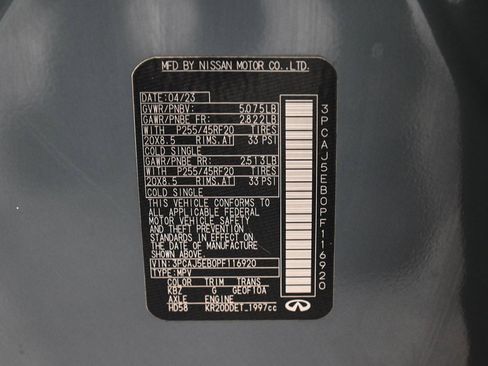 MFD BY NISSAN MOTOR CO.,LTD.
DATE:04/23
GVWR/PNBV: 5,075LB
GAWR/PNBE FR: 2,822LB
WITH P255/45RF20 TIRES
20X8.5 RIMS,AT 33 PSI
COLD SINGLE
GAWR/PNBE RR: 2,513LB
WITH P255/45RF20 TIRES
20X8.5 RIMS,AT 33 PSI
COLD SINGLE
THIS VEHICLE CONFORMS TO
ALL APPLICABLE FEDERAL
MOTOR VEHICLE SAFETY
AND THEFT PREVENTION
STANDARDS IN EFFECT ON
THE DATE OF MANUFACTURE
SHOWN ABOVE
VIN:3PCAJ5EB0PF116920
TYPE:MPV
COLOR TRIM TRANS
KBZ G GE0F10A
AXLE ENGINE
HD58 KR20DDET 1997cc
3PCAJ5EB0PF116920